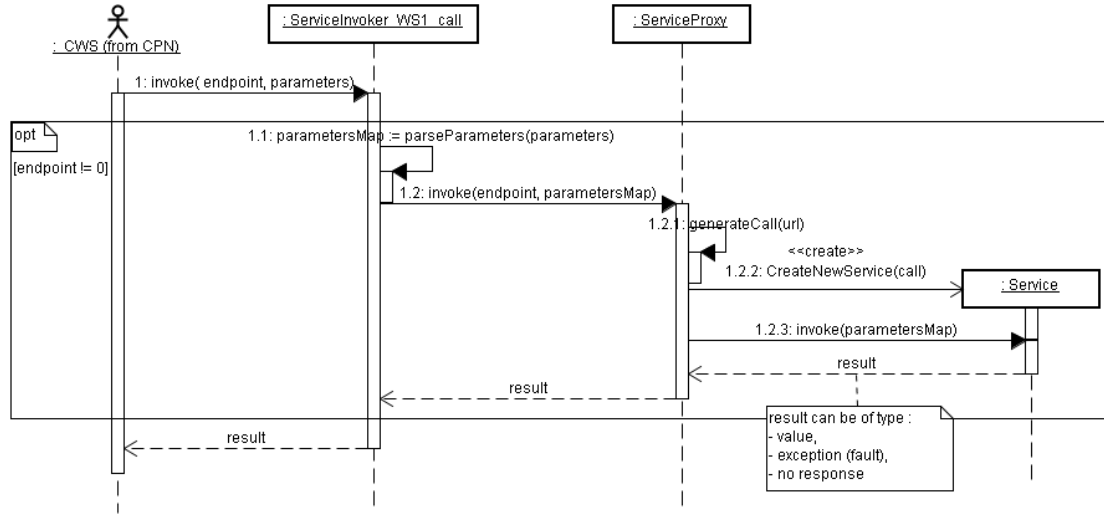 : ServiceInvoker_WS1_call
: ServiceProxy
: CWS (from CPN)
1: invoke( endpoint, parameters)
opt
1.1: parametersMap := parseParameters(parameters)
[endpoint != 0]
1.2: invoke(endpoint, parametersMap)
1.2.1: generateCall(url)
<<create>>
1.2.2: CreateNewService(call)
: Service
1.2.3: invoke(parametersMap)
result
result
result can be of type :
- value,
- exception (fault),
- no response
result